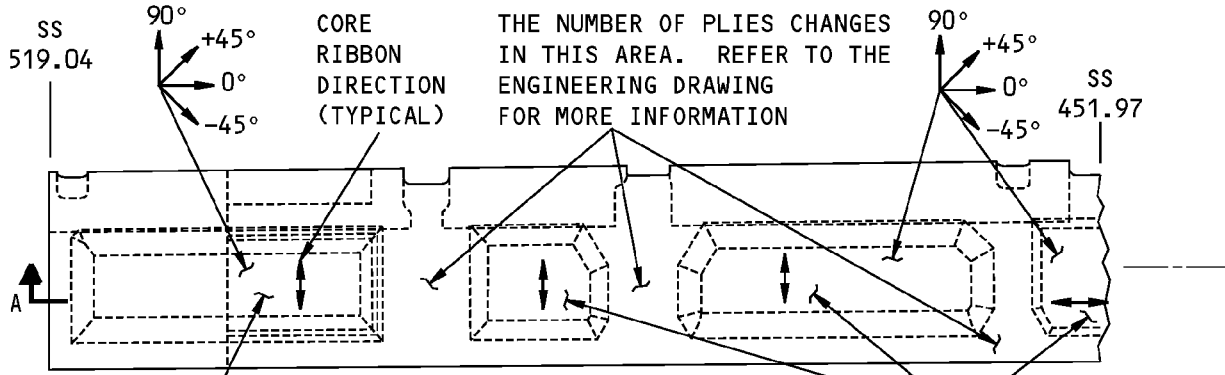 SS
519.04
90°
+45°
0°
-45°
CORE
RIBBON
DIRECTION
(TYPICAL)
THE NUMBER OF PLIES CHANGES
IN THIS AREA. REFER TO THE
ENGINEERING DRAWING
FOR MORE INFORMATION
90°
+45°
0°
-45°
SS
451.97
A